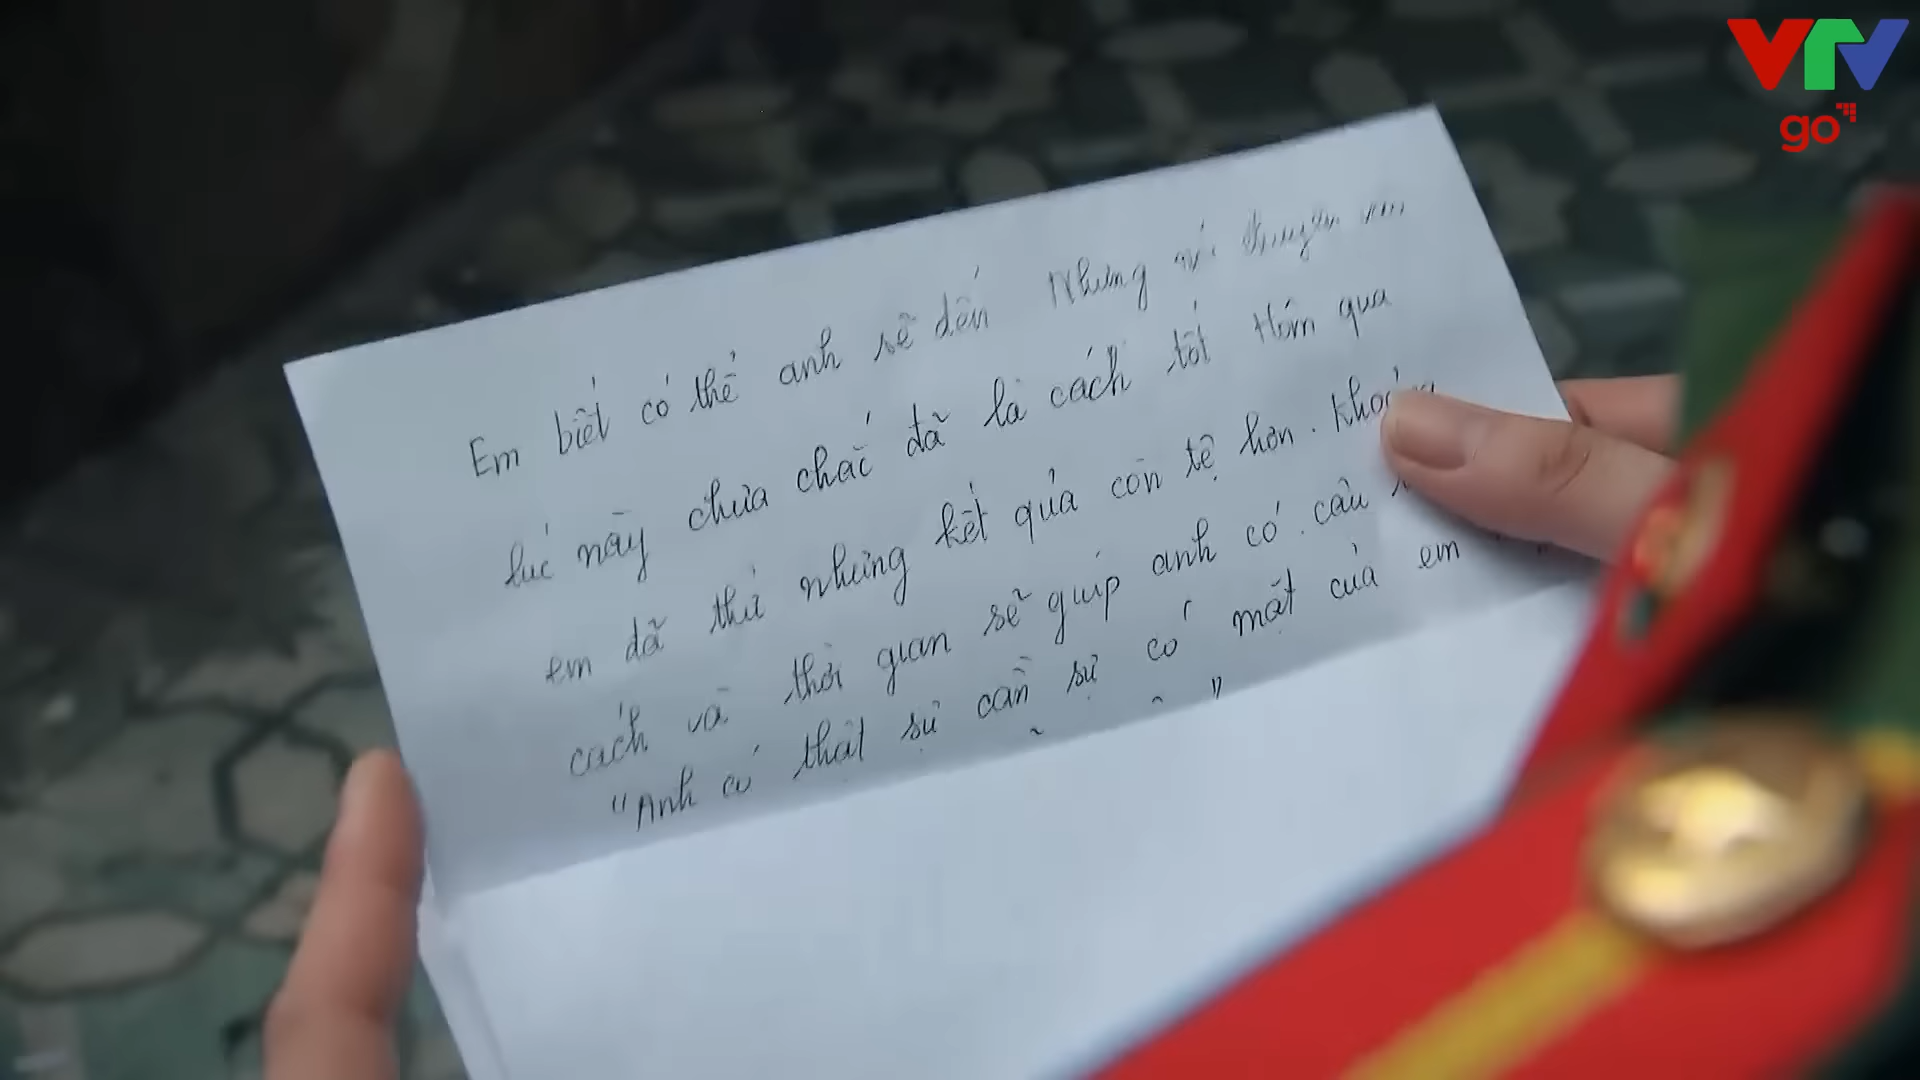 VTV
go
Em biết có thể anh sẽ đến Nhưng nói chuyện
lúc này chưa chắc đã là cách tốt Hôm qua
em đã thử nhưng kết quả còn tệ hơn. Khoảng
cách và thời gian sẽ giúp anh có câu
"Anh có thật sự cần sự có mặt của em
"